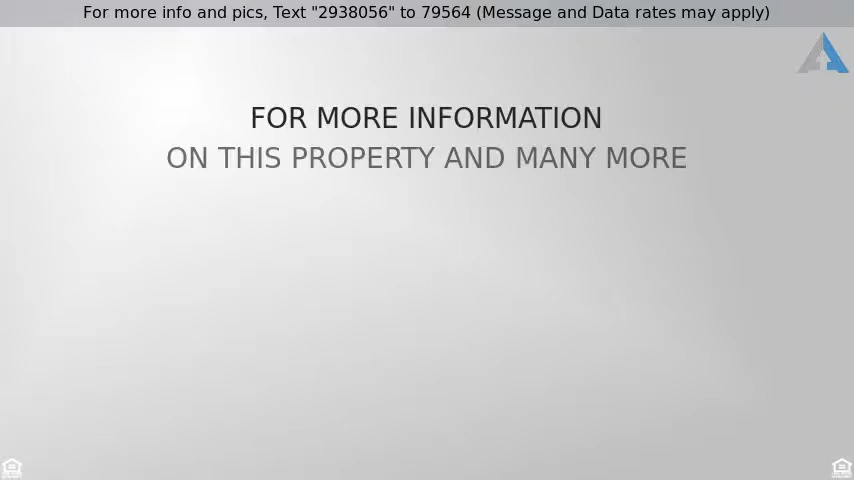 For more info and pics, Text "2938056" to 79564 (Message and Data rates may apply)
FOR MORE INFORMATION
ON THIS PROPERTY AND MANY MORE